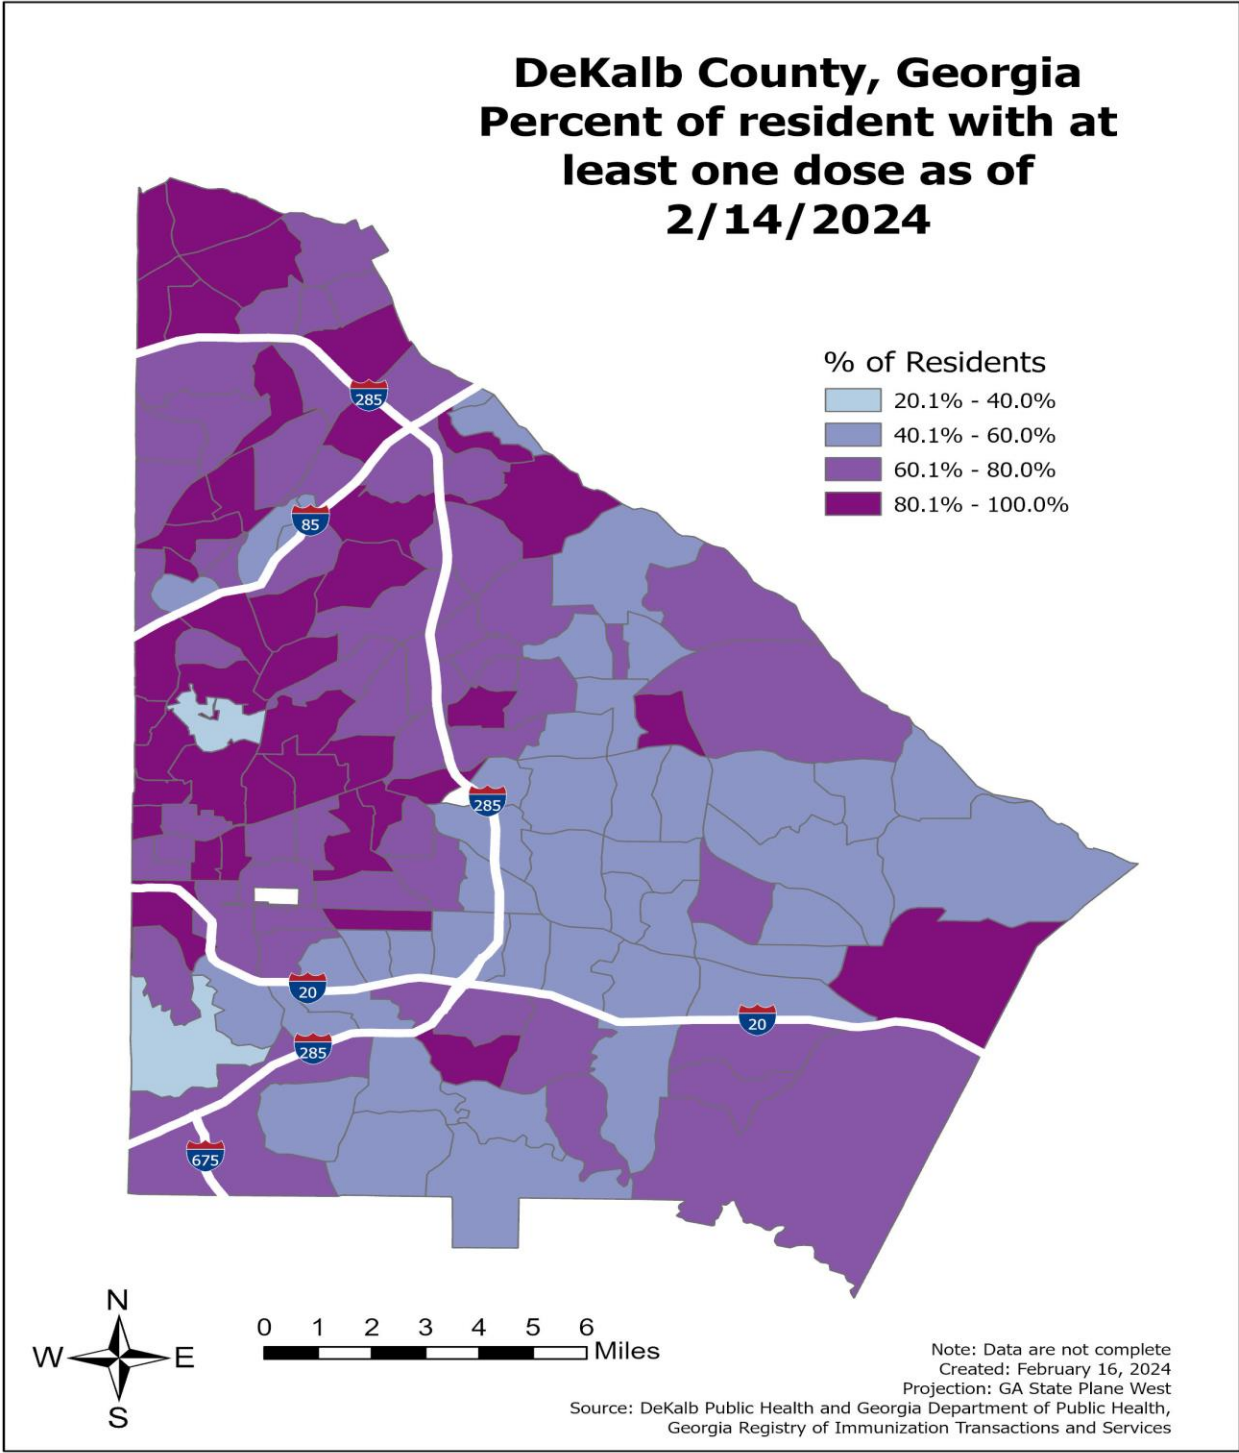 DeKalb County, Georgia
Percent of resident with at
least one dose as of
2/14/2024
% of Residents
20.1% - 40.0%
40.1% - 60.0%
60.1% - 80.0%
80.1% - 100.0%
285
85
285
20
20
285
675
N
W E
S
0 1 2 3 4 5 6
Miles
Note: Data are not complete
Created: February 16, 2024
Projection: GA State Plane West
Source: DeKalb Public Health and Georgia Department of Public Health,
Georgia Registry of Immunization Transactions and Services